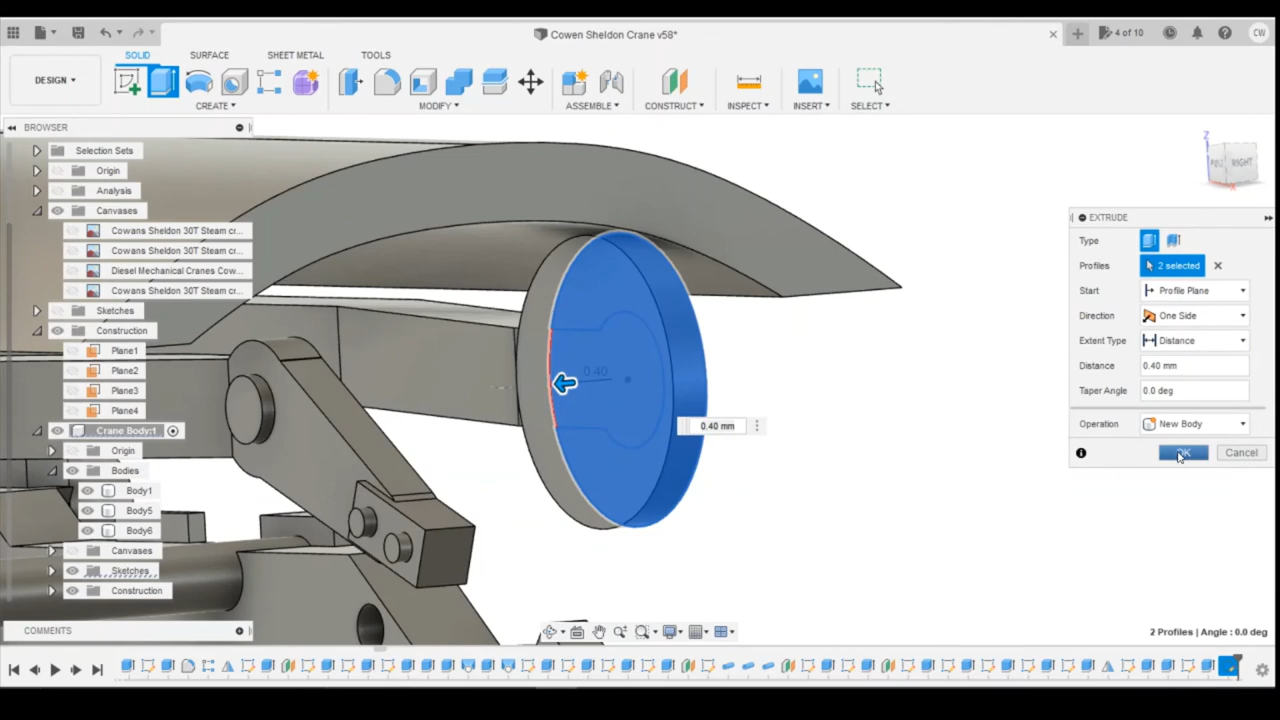 Cowen Sheldon Crane v58*
4 of 10
CW
DESIGN
SOLID
SURFACE
SHEET METAL
TOOLS
CREATE
MODIFY
ASSEMBLE
CONSTRUCT
INSPECT
INSERT
SELECT
BROWSER
Selection Sets
Origin
Analysis
Canvases
Cowans Sheldon 30T Steam cr...
Cowans Sheldon 30T Steam cr...
Diesel Mechanical Cranes Cow...
Cowans Sheldon 30T Steam cr...
Sketches
Construction
Plane1
Plane2
Plane3
Plane4
Crane Body:1
Origin
Bodies
Body1
Body5
Body6
Canvases
Sketches
Construction
COMMENTS
0.40
0.40 mm
Z
RIGHT
X
EXTRUDE
Type
Profiles 2 selected
Start Profile Plane
Direction One Side
Extent Type Distance
Distance 0.40 mm
Taper Angle 0.0 deg
Operation New Body
OK Cancel
2 Profiles | Angle : 0.0 deg